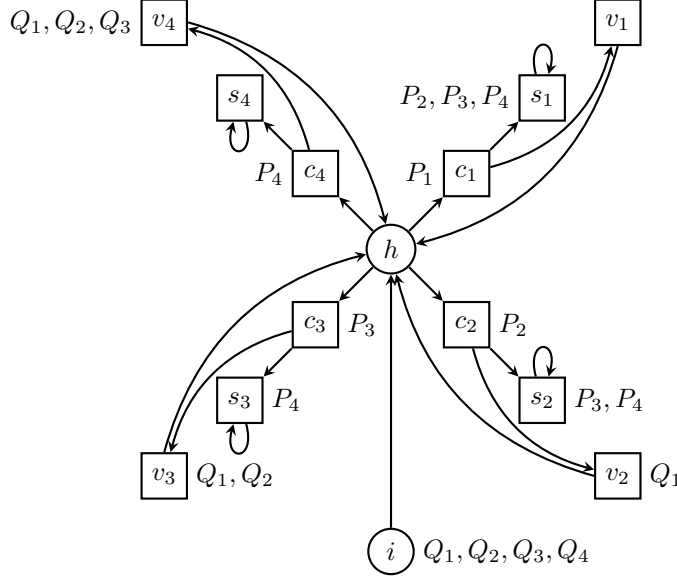 Q₁, Q₂, Q₃ v₄ v₁
s₄ P₂, P₃, P₄ s₁
P₄ c₄ P₁ c₁
h
c₃ P₃ c₂ P₂
s₃ P₄ s₂ P₃, P₄
v₃ Q₁, Q₂ v₂ Q₁
i Q₁, Q₂, Q₃, Q₄